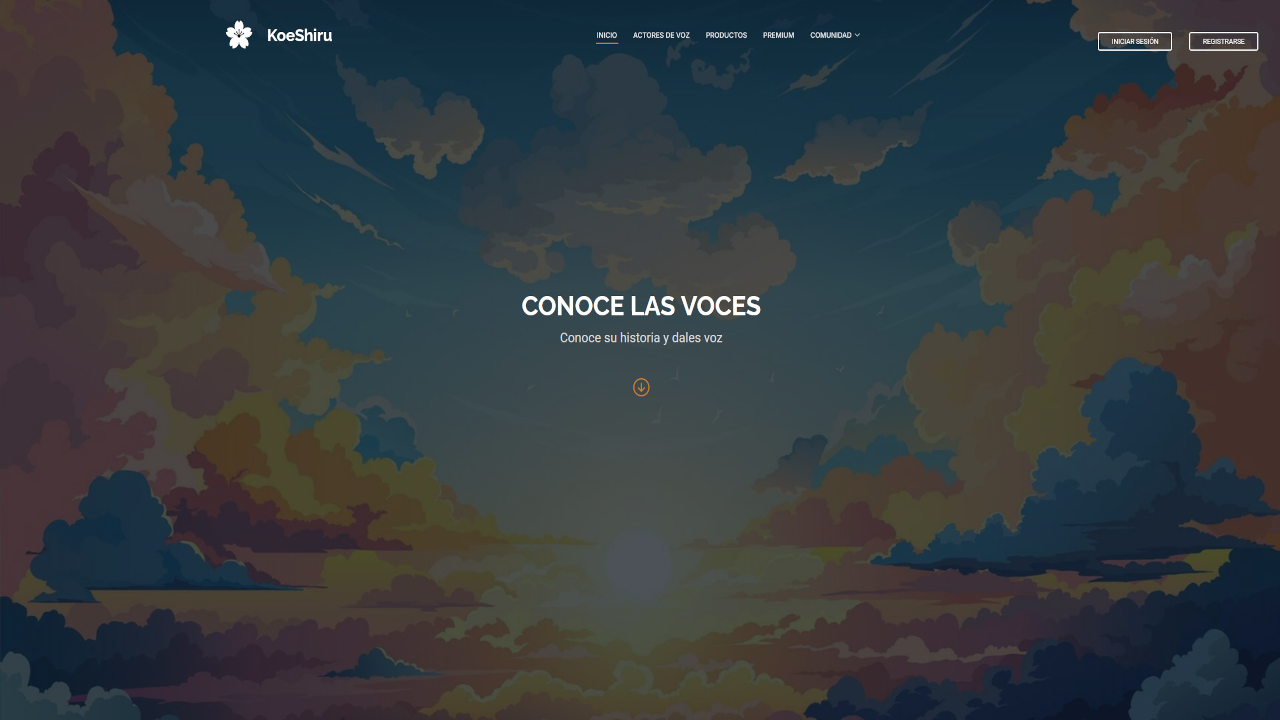 KoeShiru
INICIO ACTORES DE VOZ PRODUCTOS PREMIUM COMUNIDAD
INICIAR SESIÓN REGISTRARSE
CONOCE LAS VOCES
Conoce su historia y dales voz